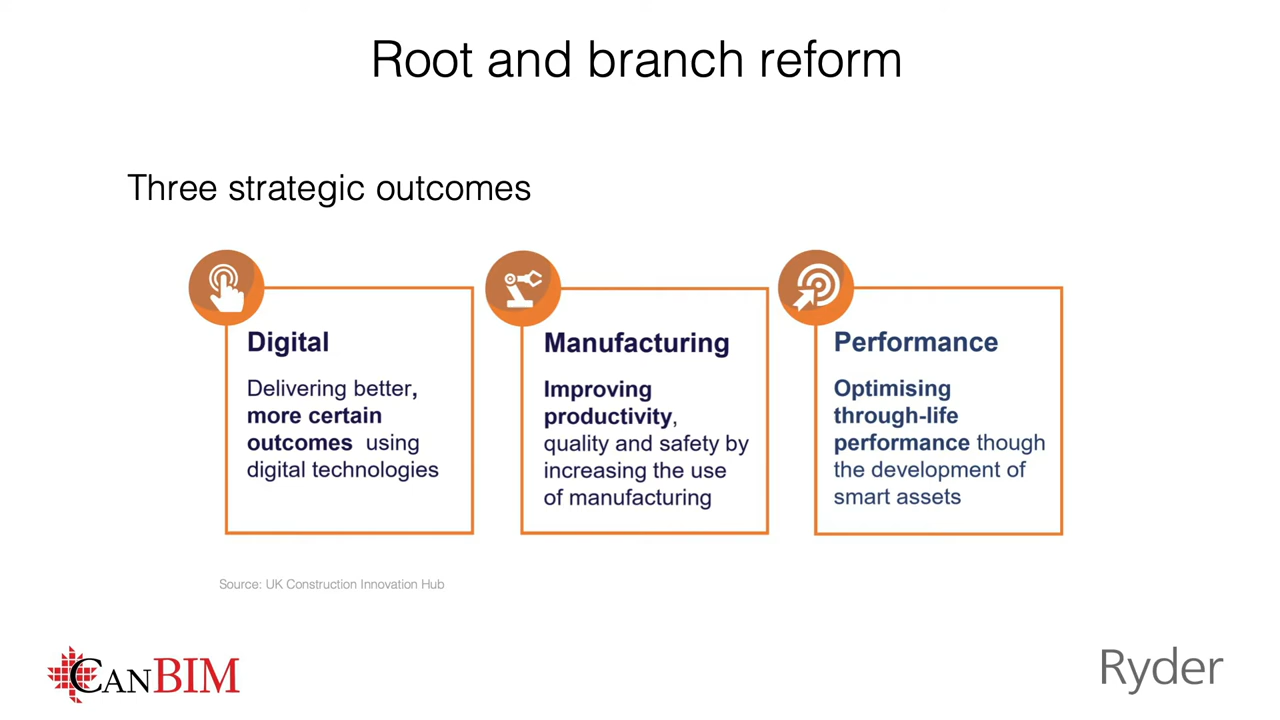 Root and branch reform
Three strategic outcomes
Digital
Delivering better,
more certain
outcomes using
digital technologies
Manufacturing
Improving
productivity,
quality and safety by
increasing the use
of manufacturing
Performance
Optimising
through-life
performance though
the development of
smart assets
Source: UK Construction Innovation Hub
CANBIM
Ryder